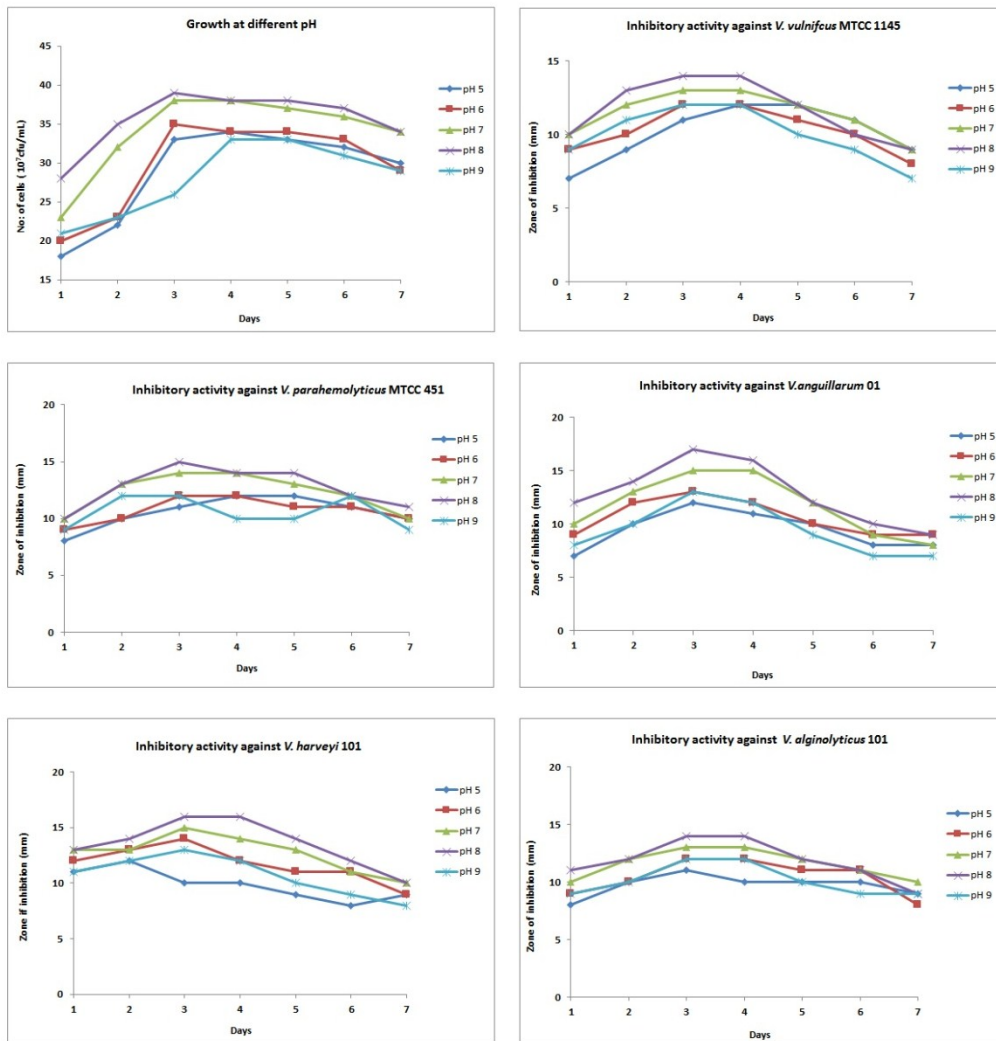 Growth at different pH
45
40
35
30
25
20
15
No: of cells (10⁻⁷cfu/mL)
1 2 3 4 5 6 7
Days
pH 5
pH 6
pH 7
pH 8
pH 9
Inhibitory activity against V. vulnifcus MTCC 1145
15
10
5
0
Zone of inhibition (mm)
1 2 3 4 5 6 7
Days
pH 5
pH 6
pH 7
pH 8
pH 9
Inhibitory activity against V. parahemolyticus MTCC 451
20
15
10
5
0
Zone of inhibition (mm)
1 2 3 4 5 6 7
Days
pH 5
pH 6
pH 7
pH 8
pH 9
Inhibitory activity against V.anguillarum 01
20
15
10
5
0
Zone of inhibition (mm)
1 2 3 4 5 6 7
Days
pH 5
pH 6
pH 7
pH 8
pH 9
Inhibitory activity against V. harveyi 101
20
15
10
5
0
Zone if inhibition (mm)
1 2 3 4 5 6 7
Days
pH 5
pH 6
pH 7
pH 8
pH 9
Inhibitory activity against V. alginolyticus 101
20
15
10
5
0
Zone of inhibition (mm)
1 2 3 4 5 6 7
Days
pH 5
pH 6
pH 7
pH 8
pH 9